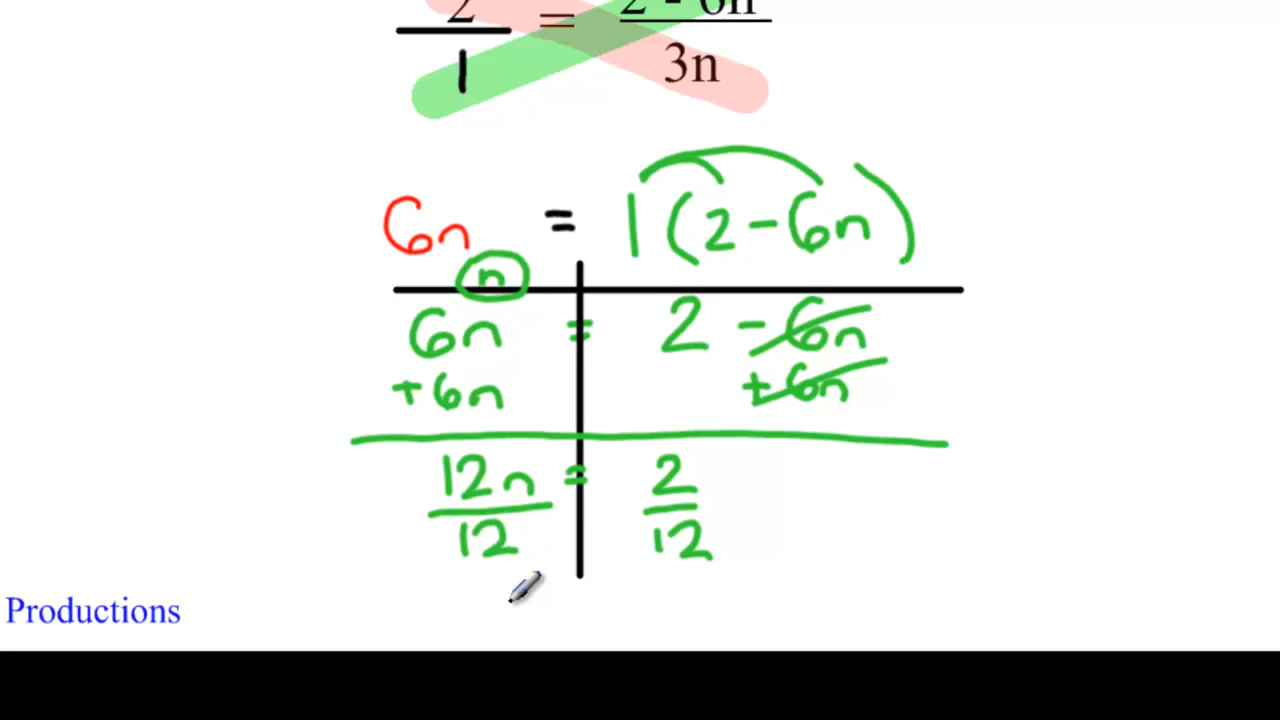 2 = 2 - 6n
1 3n
6n = 1(2-6n)
n
6n = 2 -6n
+6n +6n
12n = 2
12 12
Productions